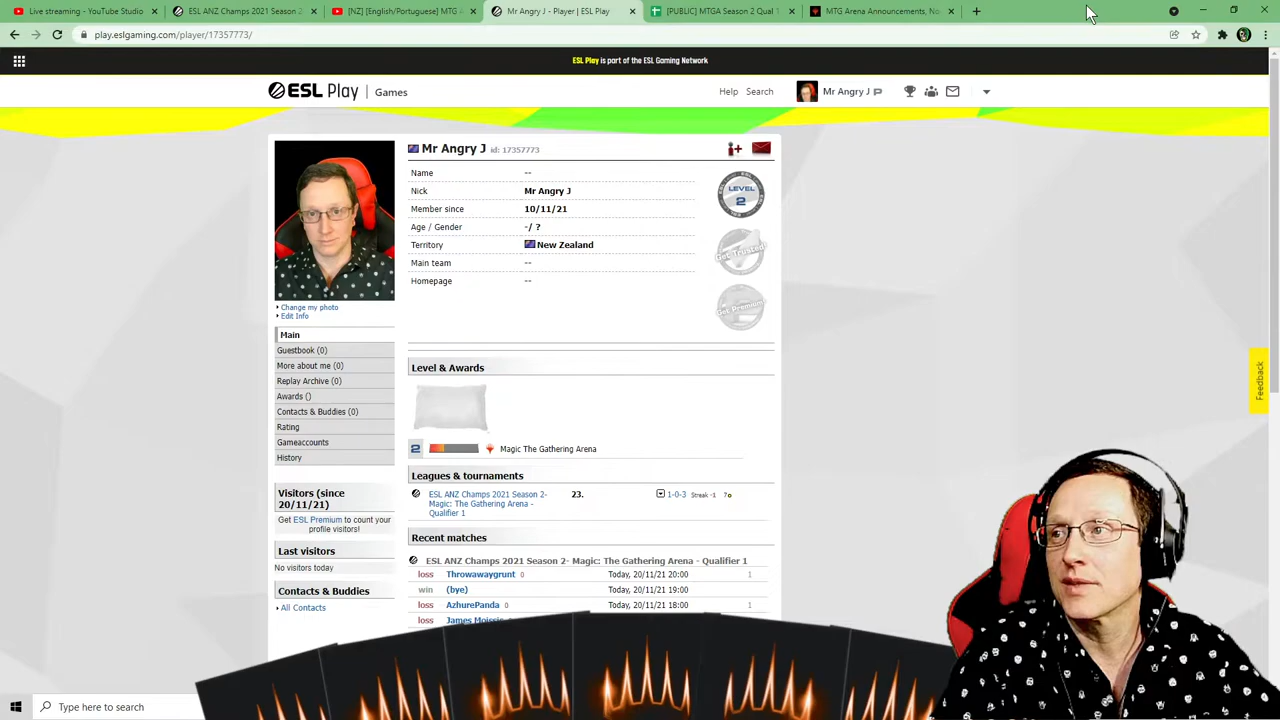 Live streaming - YouTube Studio
ESL ANZ Champs 2021 Season 2
[NZ] [English/Portuguese] MTG A
Mr Angry J - Player | ESL Play
[PUBLIC] MTGA Season 2 Qual 1
MTG Arena Announcements, No
play.eslgaming.com/player/17357773/
ESL Play is part of the ESL Gaming Network
ESL Play Games
Help Search Mr Angry J
Mr Angry J id: 17357773
Name --
Nick Mr Angry J
Member since 10/11/21
Age / Gender -/ ?
Territory New Zealand
Main team --
Homepage --
LEVEL
2
Get Trusted!
Get Premium!
Change my photo
Edit Info
Main
Guestbook (0)
More about me (0)
Replay Archive (0)
Awards ()
Contacts & Buddies (0)
Rating
Gameaccounts
History
Visitors (since
20/11/21)
Get ESL Premium to count your
profile visitors!
Last visitors
No visitors today
Contacts & Buddies
All Contacts
Level & Awards
2 Magic The Gathering Arena
Leagues & tournaments
ESL ANZ Champs 2021 Season 2- 23. 1-0-3 Streak -1 7
Magic: The Gathering Arena -
Qualifier 1
Recent matches
ESL ANZ Champs 2021 Season 2- Magic: The Gathering Arena - Qualifier 1
loss Throwawaygrunt 0 Today, 20/11/21 20:00 1
win (bye) Today, 20/11/21 19:00
loss AzhurePanda 0 Today, 20/11/21 18:00 1
loss James Moissis
Feedback
Type here to search